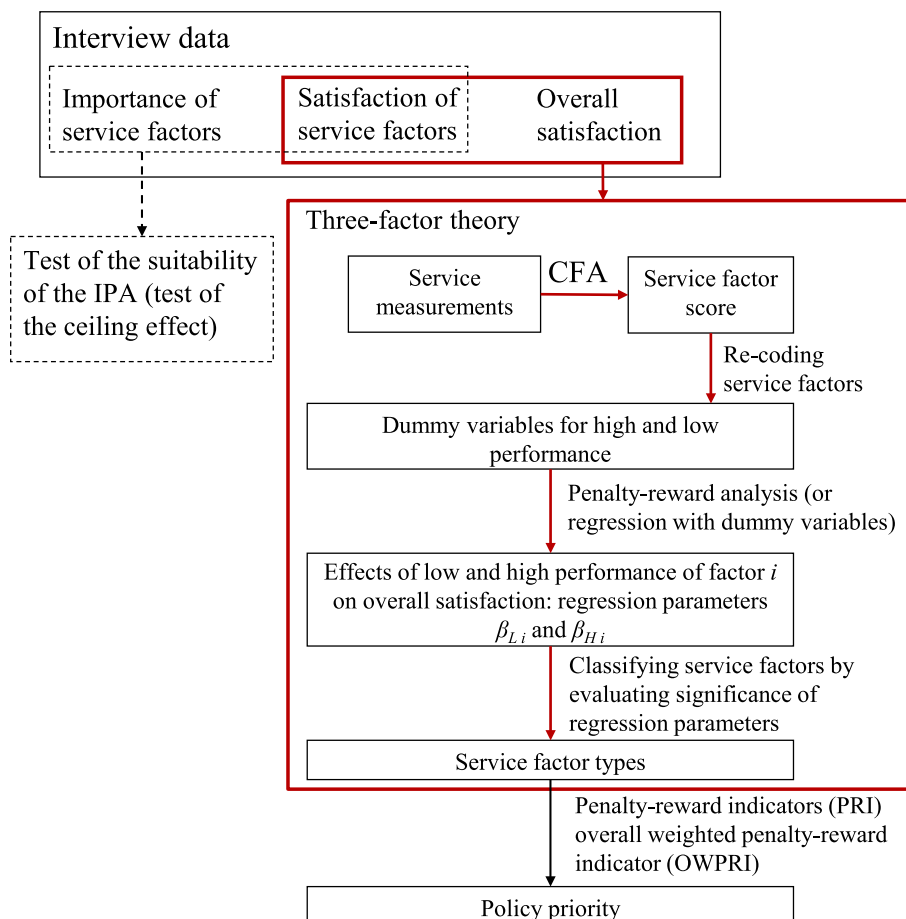 Interview data
Importance of
service factors
Satisfaction of
service factors
Overall
satisfaction
Test of the suitability
of the IPA (test of
the ceiling effect)
Three-factor theory
Service
measurements
CFA
Service factor
score
Re-coding
service factors
Dummy variables for high and low
performance
Penalty-reward analysis (or
regression with dummy variables)
Effects of low and high performance of factor i
on overall satisfaction: regression parameters
β_{L i} and β_{H i}
Classifying service factors by
evaluating significance of
regression parameters
Service factor types
Penalty-reward indicators (PRI)
overall weighted penalty-reward
indicator (OWPRI)
Policy priority